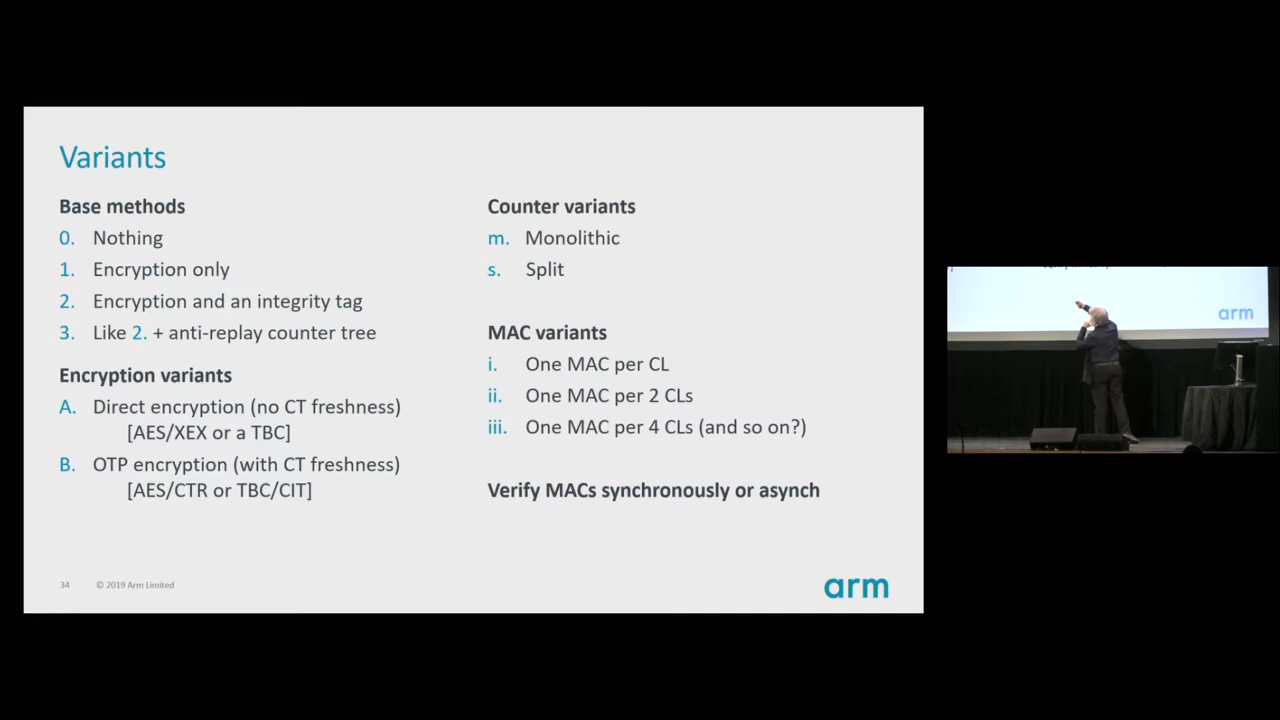 Variants
Base methods
0. Nothing
1. Encryption only
2. Encryption and an integrity tag
3. Like 2. + anti-replay counter tree
Encryption variants
A. Direct encryption (no CT freshness)
[AES/XEX or a TBC]
B. OTP encryption (with CT freshness)
[AES/CTR or TBC/CIT]
Counter variants
m. Monolithic
s. Split
MAC variants
i. One MAC per CL
ii. One MAC per 2 CLs
iii. One MAC per 4 CLs (and so on?)
Verify MACs synchronously or asynch
34 © 2019 Arm Limited
arm
arm